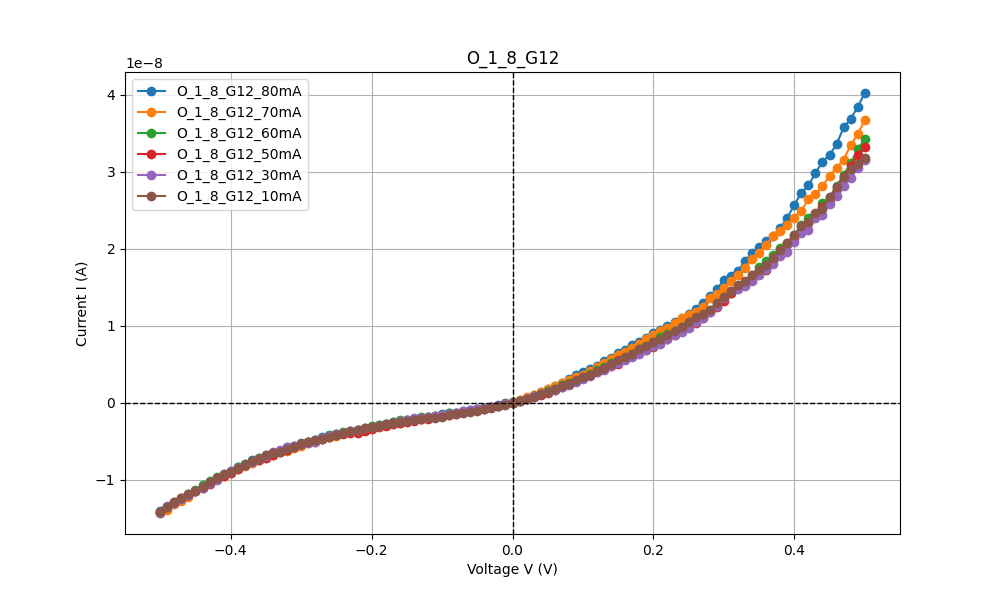 O_1_8_G12
1e−8
O_1_8_G12_80mA
O_1_8_G12_70mA
O_1_8_G12_60mA
O_1_8_G12_50mA
O_1_8_G12_30mA
O_1_8_G12_10mA
4
3
2
1
0
−1
Current I (A)
−0.4 −0.2 0.0 0.2 0.4
Voltage V (V)